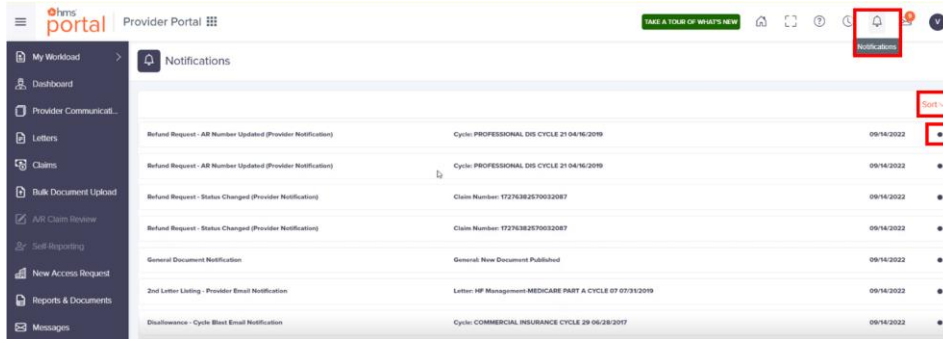 hms
portal Provider Portal TAKE A TOUR OF WHAT'S NEW
Notifications
My Workload
Notifications
Dashboard
Provider Communicati...
Sort
Letters
Refund Request - AR Number Updated (Provider Notification) Cycle: PROFESSIONAL DIS CYCLE 21 04/16/2019 09/14/2022
Claims
Refund Request - AR Number Updated (Provider Notification) Cycle: PROFESSIONAL DIS CYCLE 21 04/16/2019 09/14/2022
Bulk Document Upload
Refund Request - Status Changed (Provider Notification) Claim Number: 17276382570032087 09/14/2022
A/R Claim Review
Refund Request - Status Changed (Provider Notification) Claim Number: 17276382570032087 09/14/2022
Self-Reporting
General Document Notification General: New Document Published 09/14/2022
New Access Request
2nd Letter Listing - Provider Email Notification Letter: HF Management-MEDICARE PART A CYCLE 07 07/31/2019 09/14/2022
Reports & Documents
Disallowance - Cycle Blast Email Notification Cycle: COMMERCIAL INSURANCE CYCLE 29 06/28/2017 09/14/2022
Messages